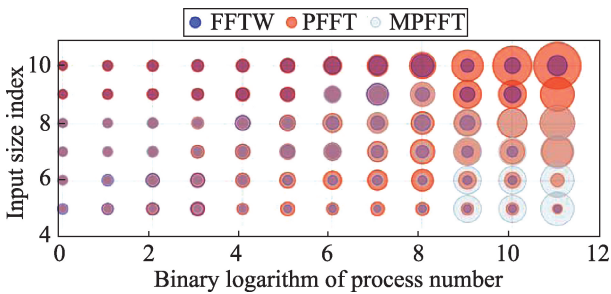 FFTW PFFT MPFFT
Input size index
10
8
6
4
0 2 4 6 8 10 12
Binary logarithm of process number